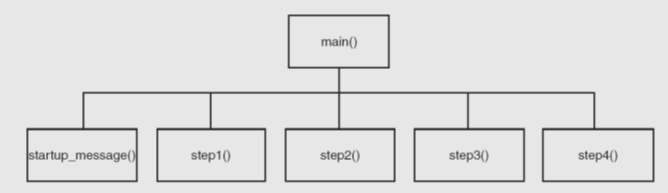 main()
startup_message()
step1()
step2()
step3()
step4()